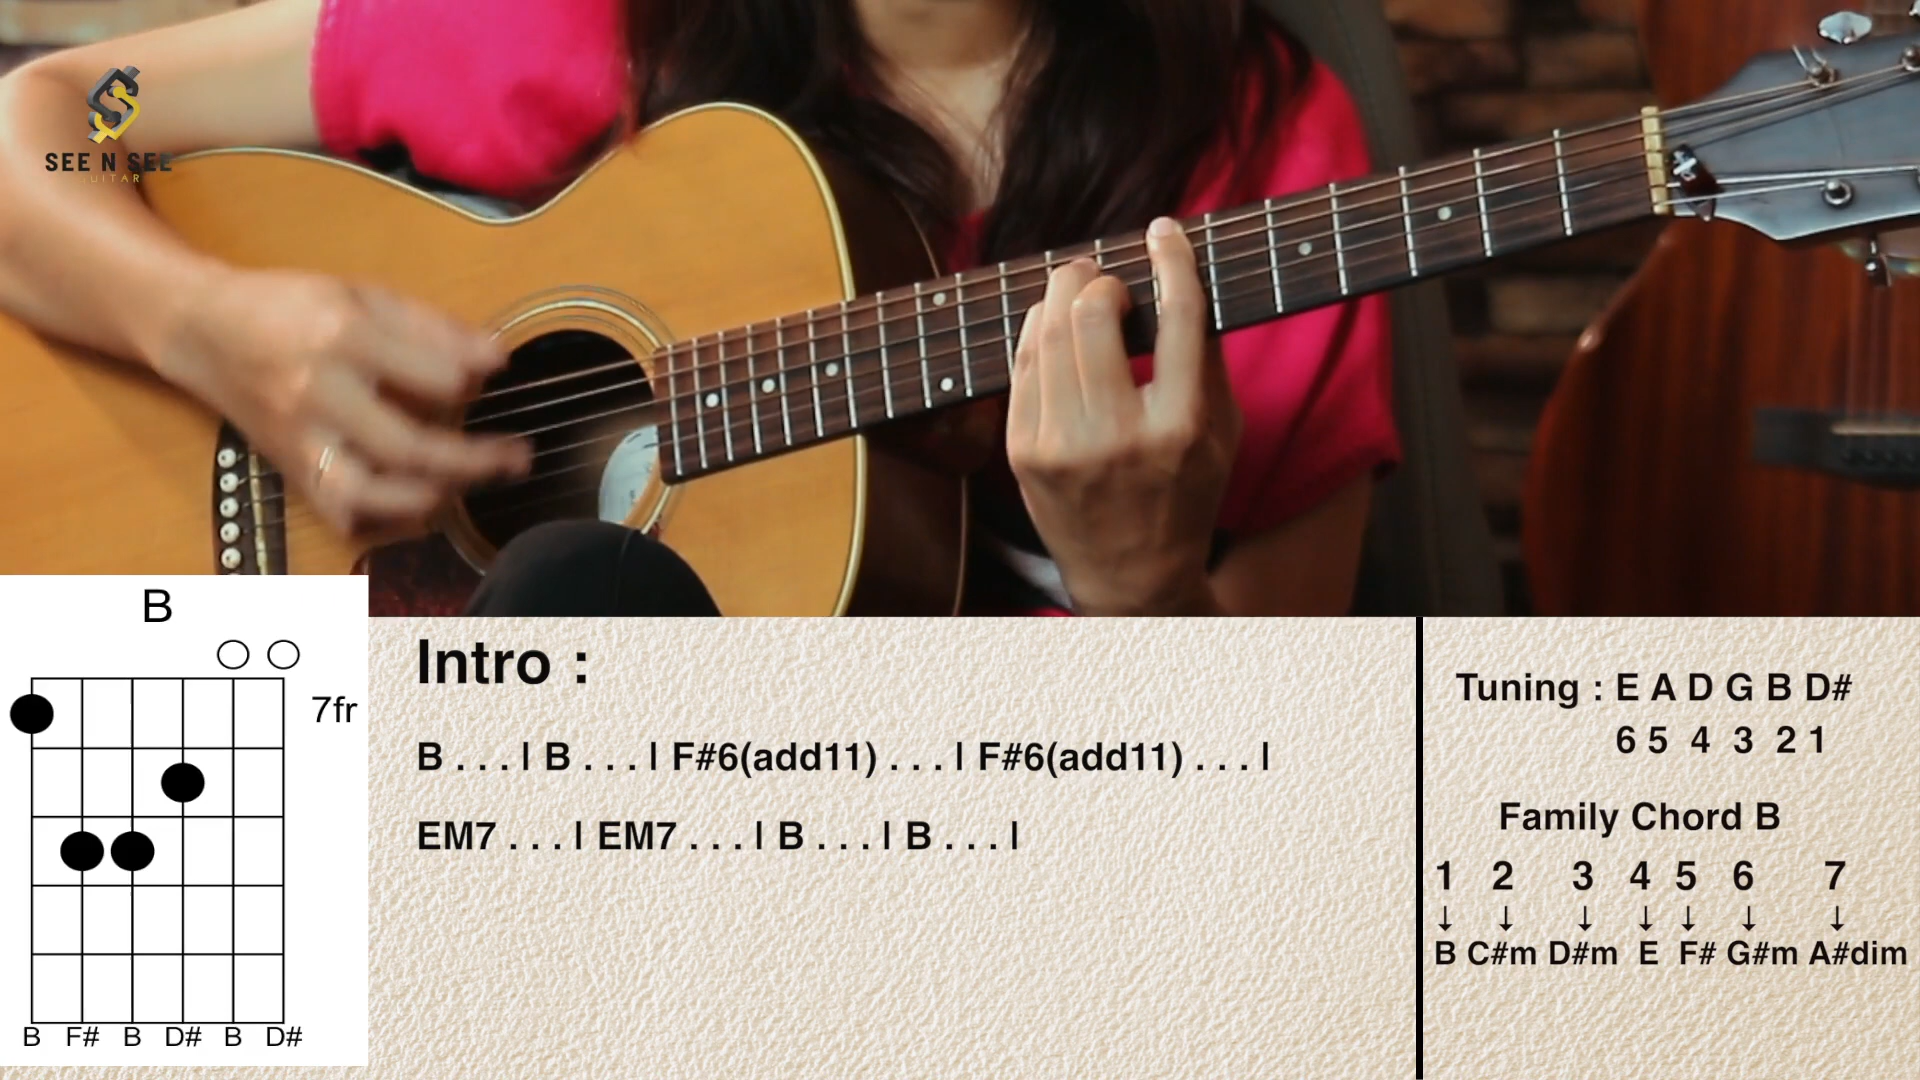 SEE N SEE
GUITAR
B
7fr
B F# B D# B D#
Intro :
B . . . | B . . . | F#6(add11) . . . | F#6(add11) . . . |
EM7 . . . | EM7 . . . | B . . . | B . . . |
Tuning : E A D G B D#
6 5 4 3 2 1
Family Chord B
1 2 3 4 5 6 7
↓ ↓ ↓ ↓ ↓ ↓ ↓
B C#m D#m E F# G#m A#dim